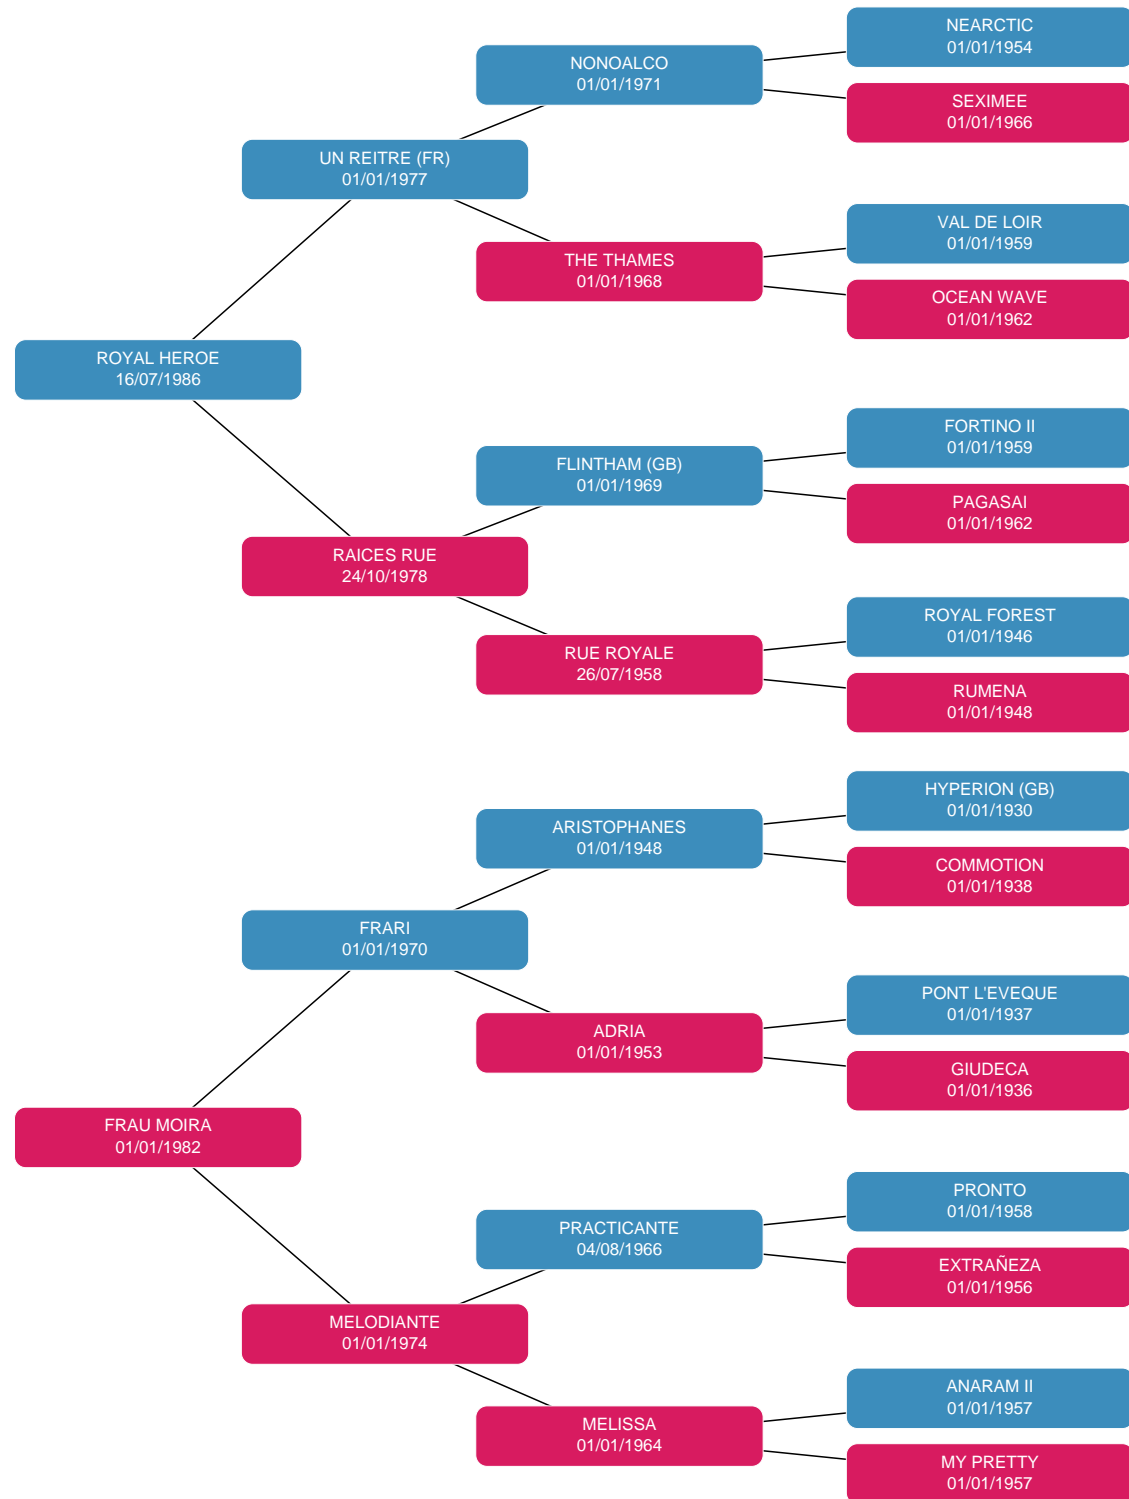 NEARCTIC
01/01/1954
NONOALCO
01/01/1971
SEXIMEE
01/01/1966
UN REITRE (FR)
01/01/1977
VAL DE LOIR
01/01/1959
THE THAMES
01/01/1968
OCEAN WAVE
01/01/1962
ROYAL HEROE
16/07/1986
FORTINO II
01/01/1959
FLINTHAM (GB)
01/01/1969
PAGASAI
01/01/1962
RAICES RUE
24/10/1978
ROYAL FOREST
01/01/1946
RUE ROYALE
26/07/1958
RUMENA
01/01/1948
HYPERION (GB)
01/01/1930
ARISTOPHANES
01/01/1948
COMMOTION
01/01/1938
FRARI
01/01/1970
PONT L'EVEQUE
01/01/1937
ADRIA
01/01/1953
GIUDECA
01/01/1936
FRAU MOIRA
01/01/1982
PRONTO
01/01/1958
PRACTICANTE
04/08/1966
EXTRAÑEZA
01/01/1956
MELODIANTE
01/01/1974
ANARAM II
01/01/1957
MELISSA
01/01/1964
MY PRETTY
01/01/1957